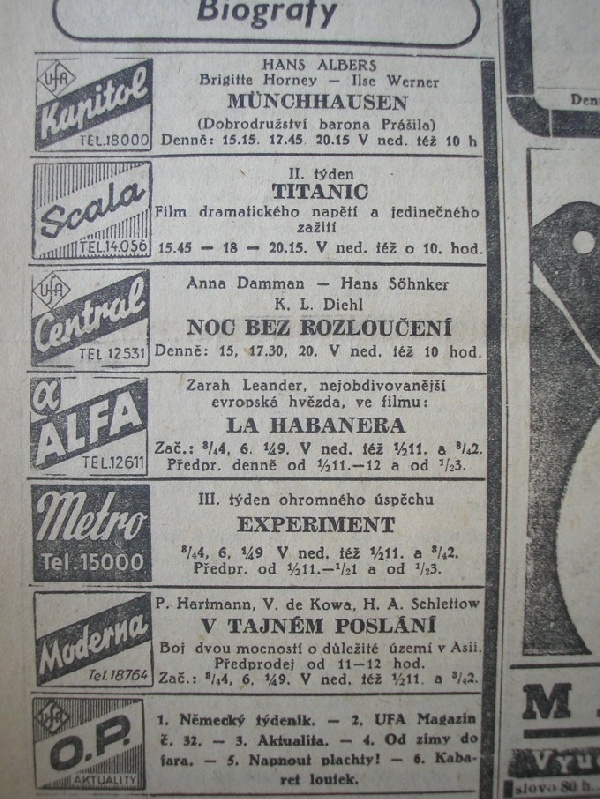 Biografy
UFA
Kapitol
TEL.18000
HANS ALBERS
Brigitte Horney — Ilse Werner
MÜNCHHAUSEN
(Dobrodružství barona Prášila)
Denně: 15.15. 17.45. 20.15 V ned. též 10 h
Scala
TEL.14.056
II. týden
TITANIC
Film dramatického napětí a jedinečného
zažití
15.45 — 18 — 20.15. V ned. též o 10. hod.
UFA
Central
TEL 12531
Anna Damman — Hans Söhnker
K. L. Diehl
NOC BEZ ROZLOUČENÍ
Denně: 15, 17.30, 20. V ned. též 10 hod.
α
ALFA
TEL.12611
Zarah Leander, nejobdivovanější
evropská hvězda, ve filmu:
LA HABANERA
Zač.: ¾4, 6. ¼9. V ned. též ½11. a ¾2.
Předpr. denně od ½11.—12 a od ½3.
Metro
Tel.15000
III. týden ohromného úspěchu
EXPERIMENT
¾4, 6, ¼9 V ned. též ½11. a ¾2.
Předpr. od ½11.—½1 a od ½3.
Moderna
Tel.18764
P. Hartmann, V. de Kowa, H. A. Schlettow
V TAJNÉM POSLÁNÍ
Boj dvou mocností o důležité území v Asii.
Předprodej od 11—12 hod.
Zač.: ¾4, 6, ¼9. V ned. též ½11, a ¾2.
UFA
O.P.
AKTUALITY
1. Německý týdeník. — 2. UFA Magazin
č. 32. — 3. Aktualita. — 4. Od zimy do
jara. — 5. Napnout plachty! — 6. Kaba-
ret loutek.
Den
M
Vyu
slovo 80 h..